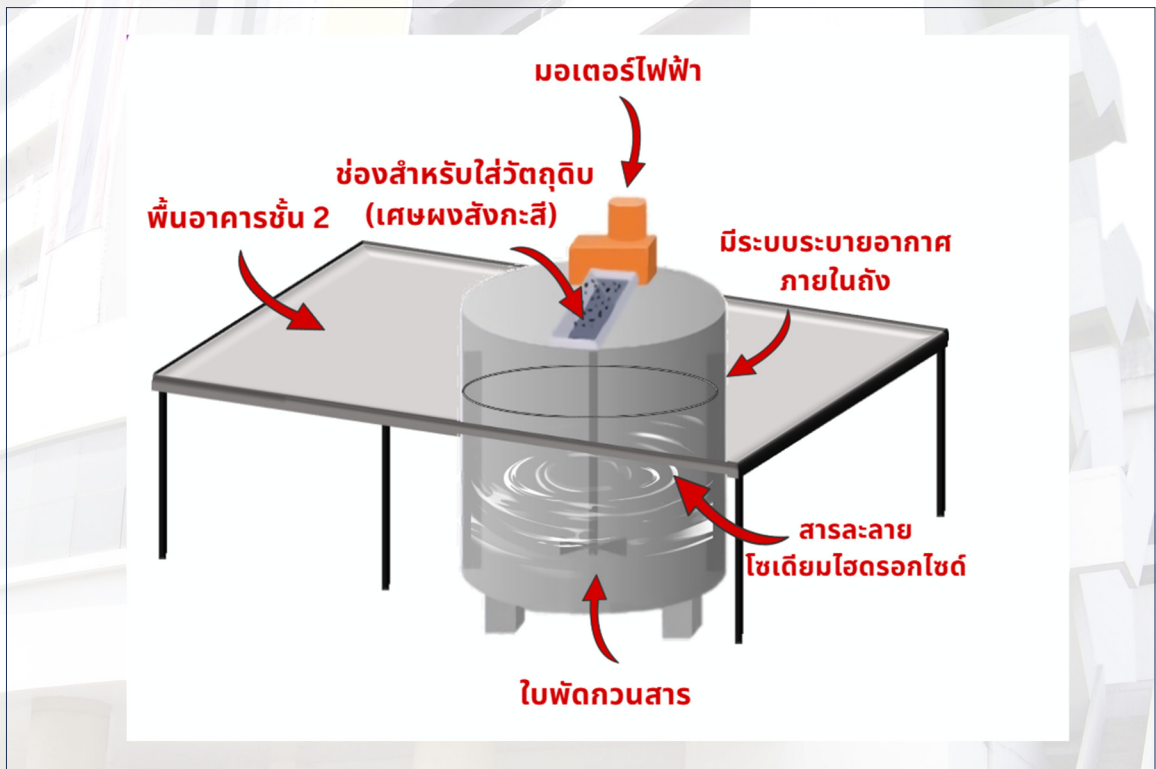 มอเตอร์ไฟฟ้า
ช่องสำหรับใส่วัตถุดิบ
(เศษผงสังกะสี)
พื้นอาคารชั้น 2
มีระบบระบายอากาศ
ภายในถัง
สารละลาย
โซเดียมไฮดรอกไซด์
ใบพัดกวนสาร